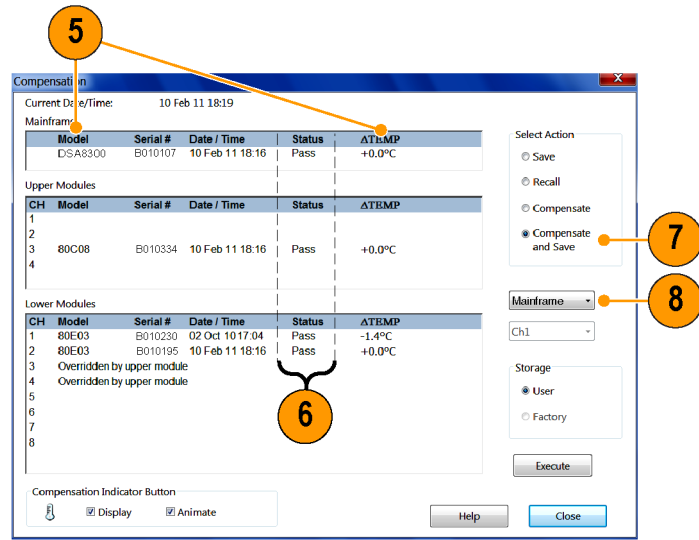 5
Compensation
Current Date/Time: 10 Feb 11 18:19
Mainframe
Model Serial # Date / Time Status ΔTEMP
DSA8300 B010107 10 Feb 11 18:16 Pass +0.0ºC
Upper Modules
CH Model Serial # Date / Time Status ΔTEMP
1
2
3 80C08 B010334 10 Feb 11 18:16 Pass +0.0ºC
4
Lower Modules
CH Model Serial # Date / Time Status ΔTEMP
1 80E03 B010230 02 Oct 10 17:04 Pass -1.4ºC
2 80E03 B010195 10 Feb 11 18:16 Pass +0.0ºC
3 Overridden by upper module
4 Overridden by upper module
5
6
7
8
6
Compensation Indicator Button
Display Animate
Select Action
Save
Recall
Compensate
Compensate
and Save
7
Mainframe
8
Ch1
Storage
User
Factory
Execute
Help Close